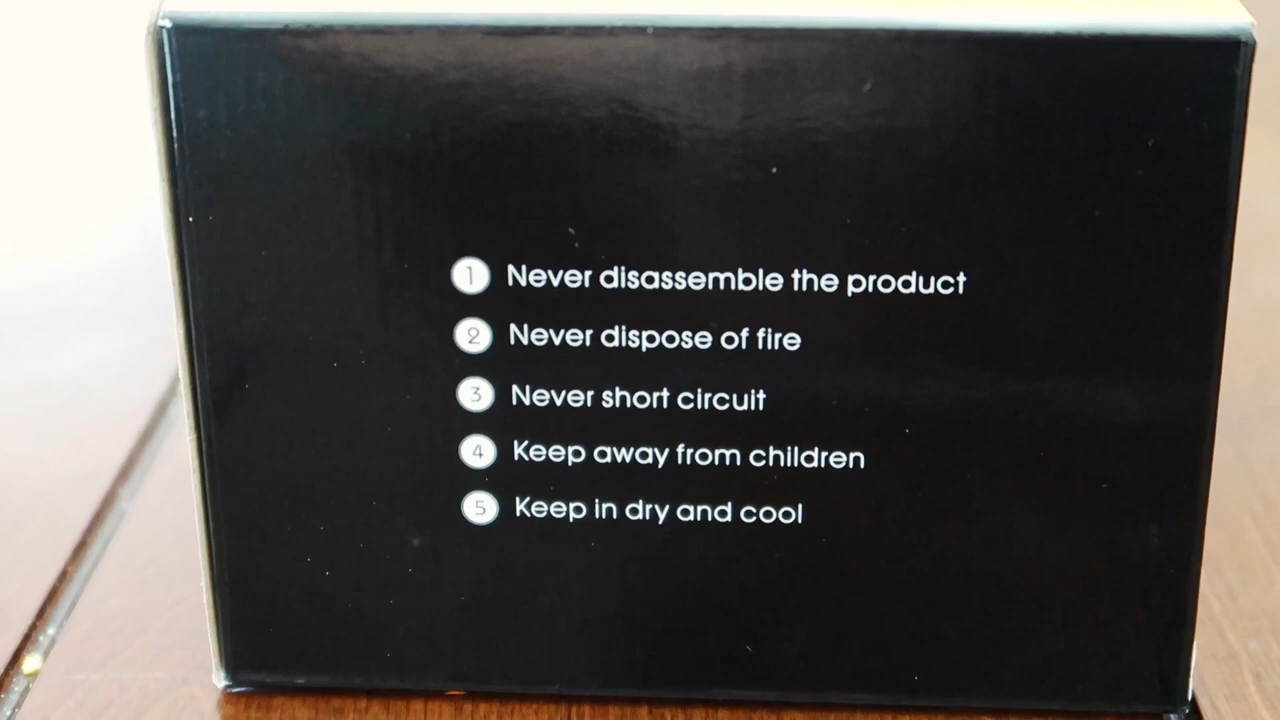 1 Never disassemble the product
2 Never dispose of fire
3 Never short circuit
4 Keep away from children
5 Keep in dry and cool